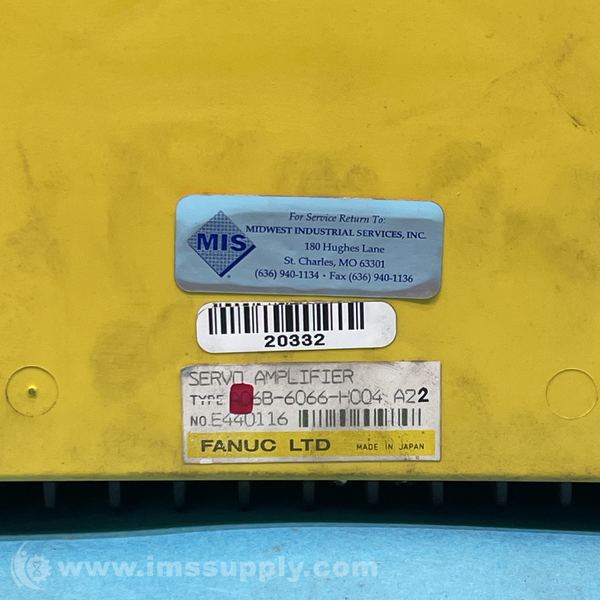 For Service Return To:
MIS
MIDWEST INDUSTRIAL SERVICES, INC.
180 Hughes Lane
St. Charles, MO 63301
(636) 940-1134 • Fax (636) 940-1136
20332
SERVO AMPLIFIER
TYPE 06B-6066-H004 A22
NO.E440116
FANUC LTD MADE IN JAPAN
© www.imssupply.com